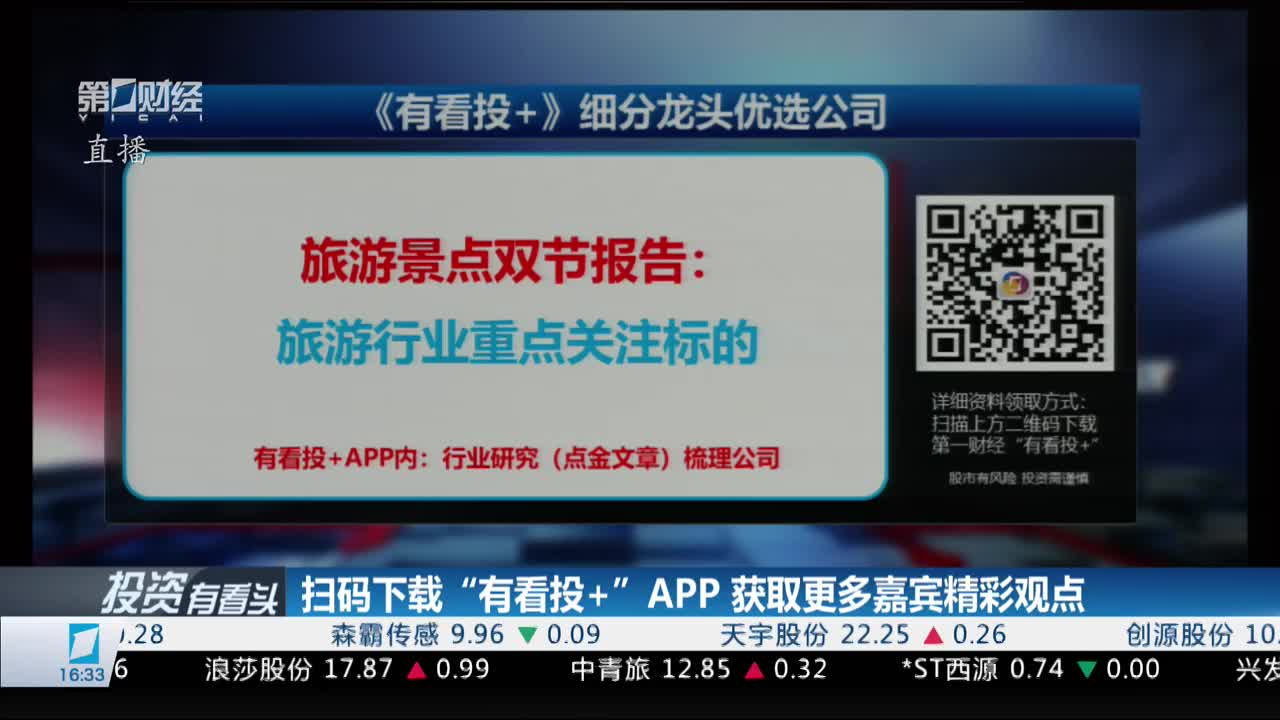 第一财经
YICAI
直播
《有看投+》细分龙头优选公司
旅游景点双节报告：
旅游行业重点关注标的
有看投+APP内：行业研究（点金文章）梳理公司
详细资料领取方式：
扫描上方二维码下载
第一财经“有看投+”
股市有风险 投资需谨慎
投资有看头
扫码下载“有看投+”APP 获取更多嘉宾精彩观点
.28 森霸传感 9.96 ▼ 0.09 天宇股份 22.25 ▲ 0.26 创源股份 10.
16:33
6 浪莎股份 17.87 ▲ 0.99 中青旅 12.85 ▲ 0.32 *ST西源 0.74 ▼ 0.00 兴发